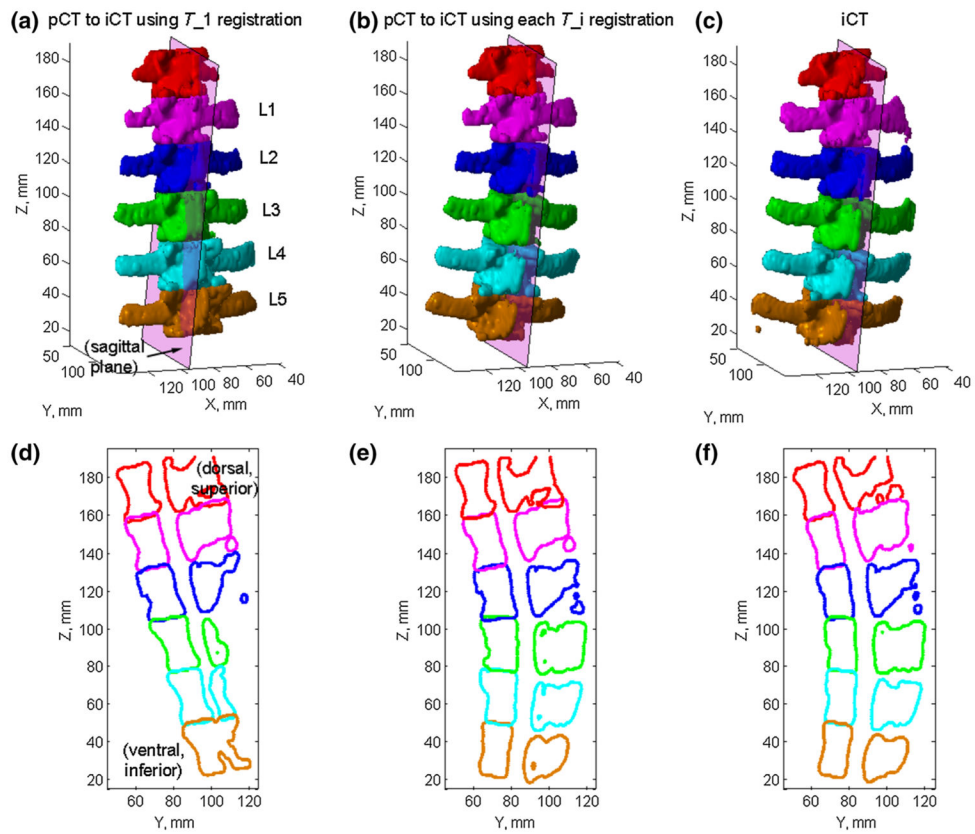 (a) pCT to iCT using T_1 registration
(b) pCT to iCT using each T_i registration
(c) iCT
180
160
140
120
100
80
60
40
20
Z, mm
L1
L2
L3
L4
L5
(sagittal
plane)
50
100
Y, mm
120 100 80 60 40
X, mm
180
160
140
120
100
80
60
40
20
Z, mm
50
100
Y, mm
120 100 80 60 40
X, mm
180
160
140
120
100
80
60
40
20
Z, mm
50
100
Y, mm
120 100 80 60 40
X, mm
(d)
180
160
140
120
100
80
60
40
20
Z, mm
(dorsal,
superior)
(ventral,
inferior)
60 80 100 120
Y, mm
(e)
180
160
140
120
100
80
60
40
20
Z, mm
60 80 100 120
Y, mm
(f)
180
160
140
120
100
80
60
40
20
Z, mm
60 80 100 120
Y, mm